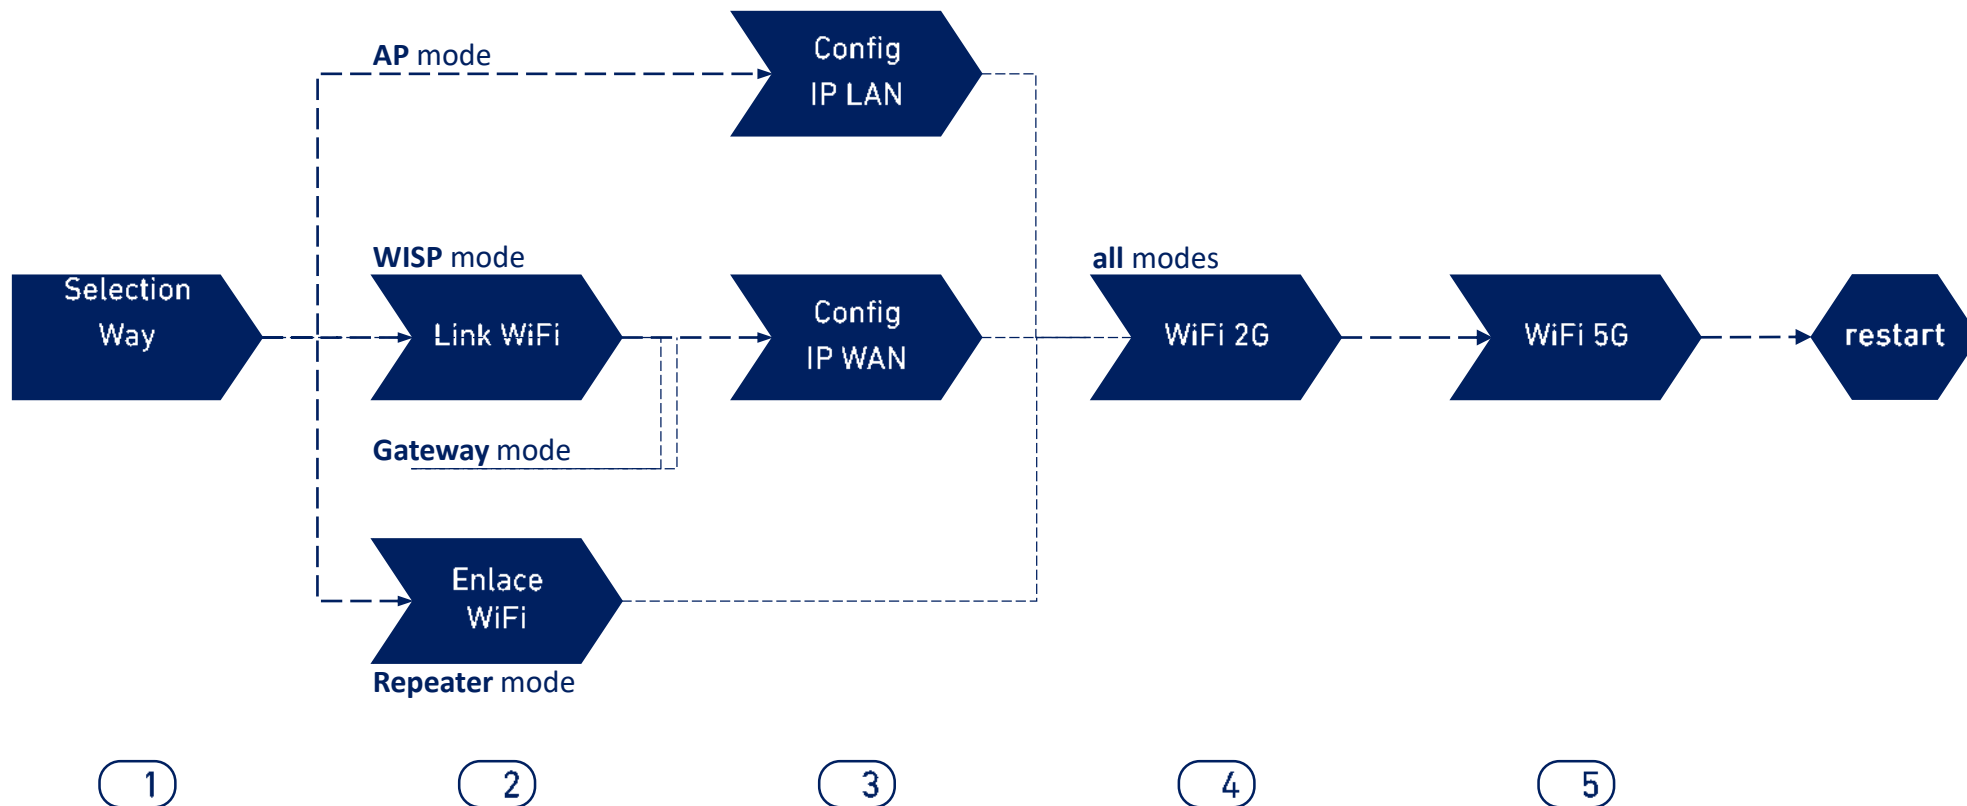 AP mode
Config
IP LAN
WISP mode
all modes
Selection
Way
Link WiFi
Config
IP WAN
WiFi 2G
WiFi 5G
restart
Gateway mode
Enlace
WiFi
Repeater mode
1
2
3
4
5